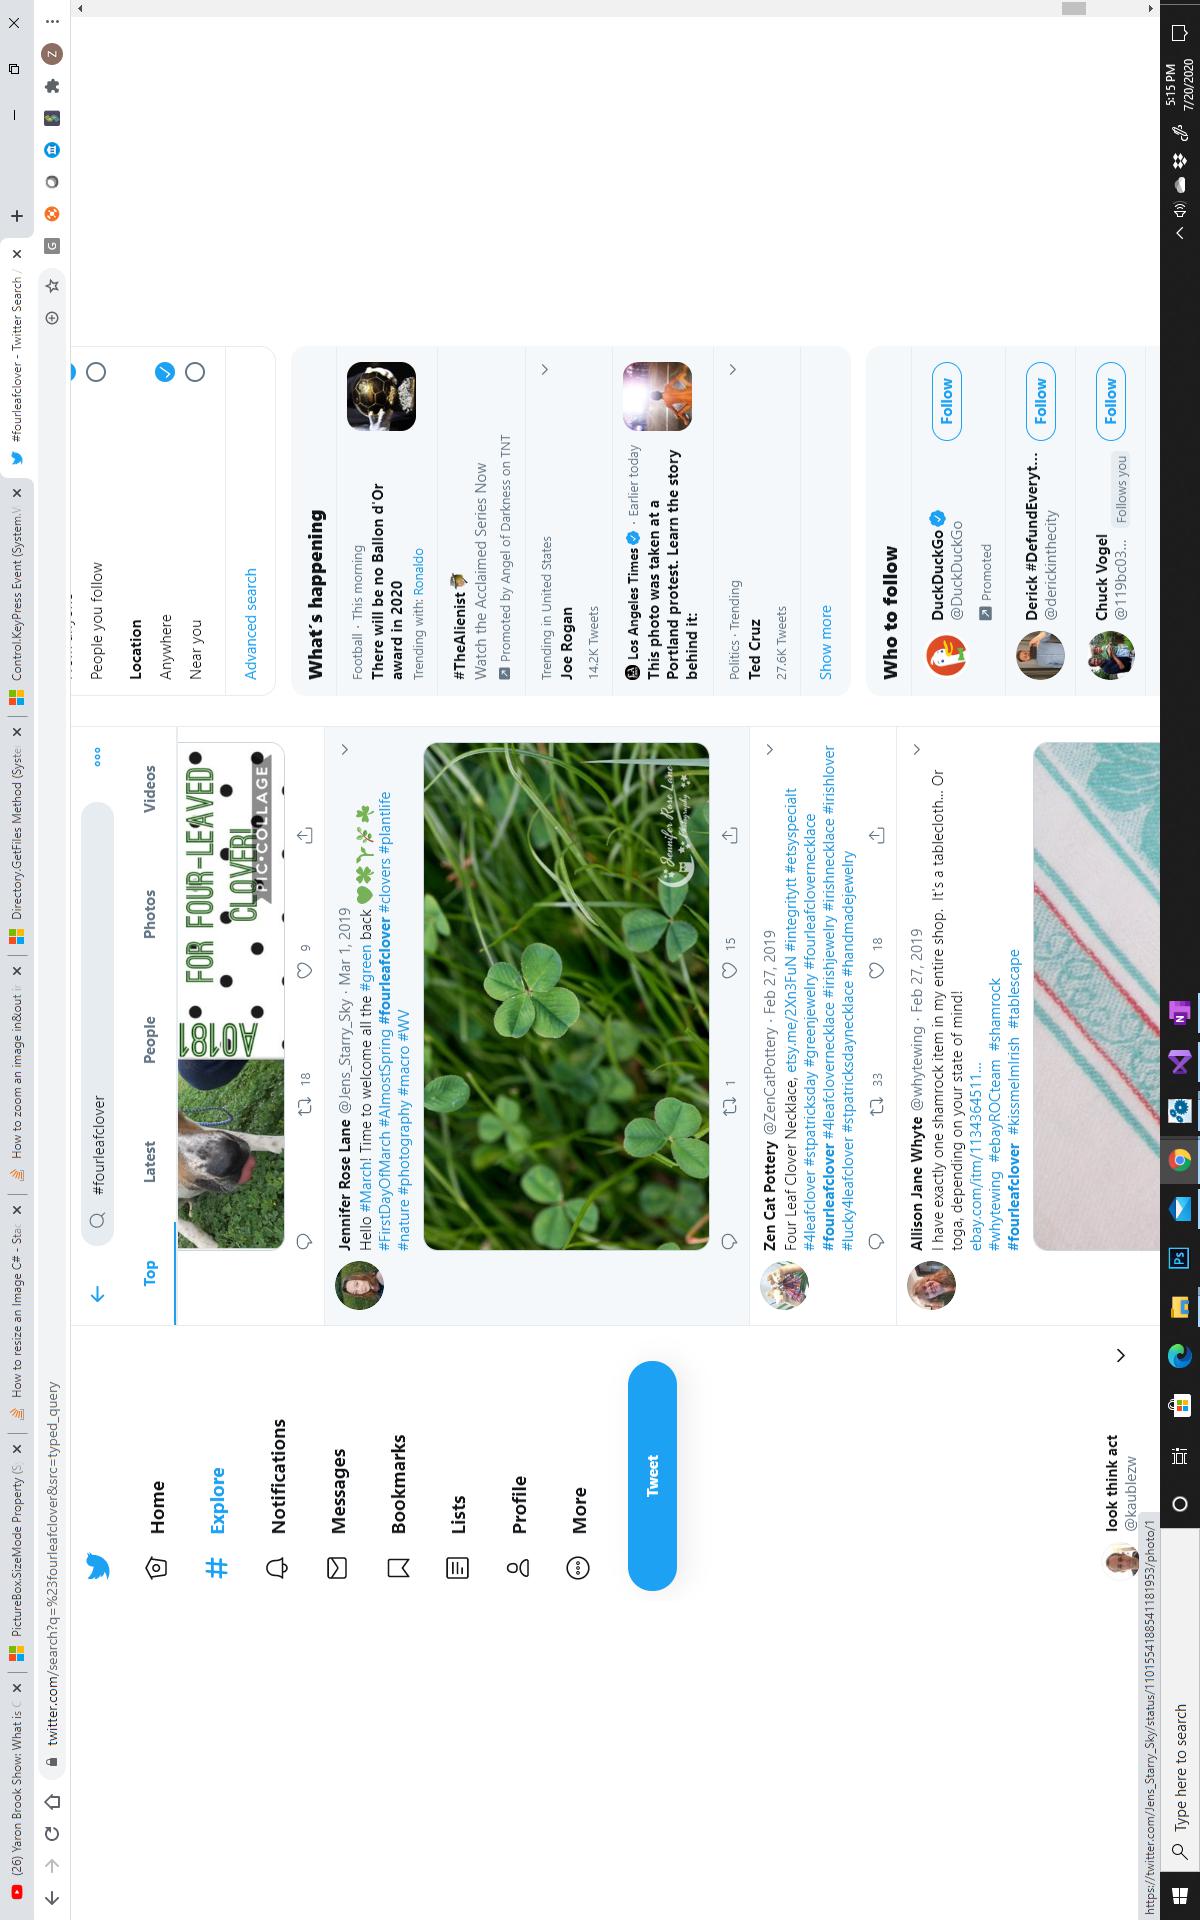 (26) Yaron Brook Show: What is
PictureBox.SizeMode Property (S
How to resize an Image C# - Stac
How to zoom an image in&out in
Directory.GetFiles Method (Syste
Control.KeyPress Event (System.
#fourleafclover - Twitter Search /
twitter.com/search?q=%23fourleafclover&src=typed_query
G
Z
Home
Explore
Notifications
Messages
Bookmarks
Lists
Profile
More
Tweet
look think act
@kaublezw
#fourleafclover
Top
Latest
People
Photos
Videos
A0181
FOR FOUR-LEAVED
CLOVER!
PIC•COLLAGE
18
9
Jennifer Rose Lane @Jens_Starry_Sky · Mar 1, 2019
Hello #March! Time to welcome all the #green back
#FirstDayOfMarch #AlmostSpring #fourleafclover #clovers #plantlife
#nature #photography #macro #WV
Jennifer Rose Lane
Photography
1
15
Zen Cat Pottery @ZenCatPottery · Feb 27, 2019
Four Leaf Clover Necklace, etsy.me/2Xn3FuN #integritytt #etsyspecialt
#4leafclover #stpatricksday #greenjewelry #fourleafclovernecklace
#fourleafclover #4leafclovernecklace #irishjewelry #irishnecklace #irishlover
#lucky4leafclover #stpatricksdaynecklace #handmadejewelry
33
18
Allison Jane Whyte @whytewing · Feb 27, 2019
I have exactly one shamrock item in my entire shop. It's a tablecloth... Or
toga, depending on your state of mind!
ebay.com/itm/1134364511...
#whytewing #ebayROCteam #shamrock
#fourleafclover #kissmeImIrish #tablescape
People you follow
Location
Anywhere
Near you
Advanced search
What's happening
Football · This morning
There will be no Ballon d'Or
award in 2020
Trending with: Ronaldo
#TheAlienist
Watch the Acclaimed Series Now
Promoted by Angel of Darkness on TNT
Trending in United States
Joe Rogan
14.2K Tweets
Los Angeles Times · Earlier today
This photo was taken at a
Portland protest. Learn the story
behind it:
Politics · Trending
Ted Cruz
27.6K Tweets
Show more
Who to follow
DuckDuckGo
@DuckDuckGo
Follow
Promoted
Derick #DefundEveryt...
@derickinthecity
Follow
Chuck Vogel
@119bc03... Follows you
Follow
https://twitter.com/Jens_Starry_Sky/status/1101554188541181953/photo/1
Type here to search
Ps
N
5:15 PM
7/20/2020